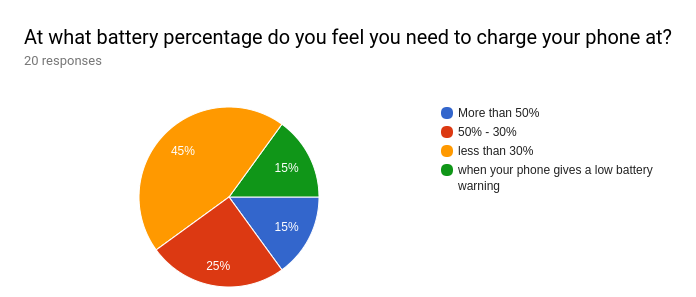 At what battery percentage do you feel you need to charge your phone at?
20 responses
More than 50%
50% - 30%
less than 30%
when your phone gives a low battery
warning
45%
15%
15%
25%